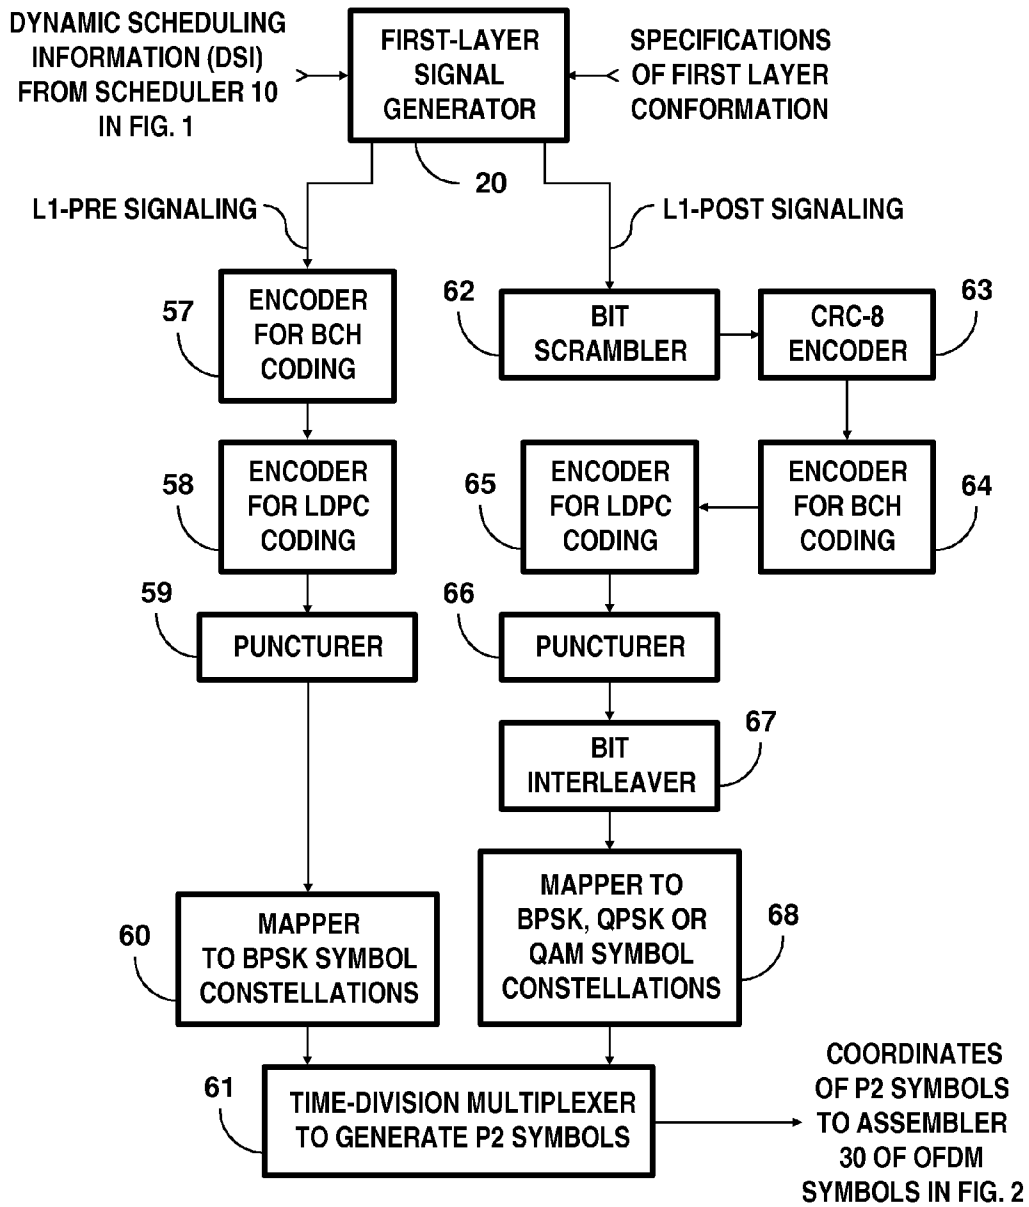 DYNAMIC SCHEDULING
INFORMATION (DSI)
FROM SCHEDULER 10
IN FIG. 1
FIRST-LAYER
SIGNAL
GENERATOR
SPECIFICATIONS
OF FIRST LAYER
CONFORMATION
20
L1-PRE SIGNALING
L1-POST SIGNALING
57
ENCODER
FOR BCH
CODING
62
BIT
SCRAMBLER
CRC-8
ENCODER
63
58
ENCODER
FOR LDPC
CODING
65
ENCODER
FOR LDPC
CODING
ENCODER
FOR BCH
CODING
64
59
PUNCTURER
66
PUNCTURER
BIT
INTERLEAVER
67
60
MAPPER
TO BPSK SYMBOL
CONSTELLATIONS
MAPPER TO
BPSK, QPSK OR
QAM SYMBOL
CONSTELLATIONS
68
61
TIME-DIVISION MULTIPLEXER
TO GENERATE P2 SYMBOLS
COORDINATES
OF P2 SYMBOLS
TO ASSEMBLER
30 OF OFDM
SYMBOLS IN FIG. 2